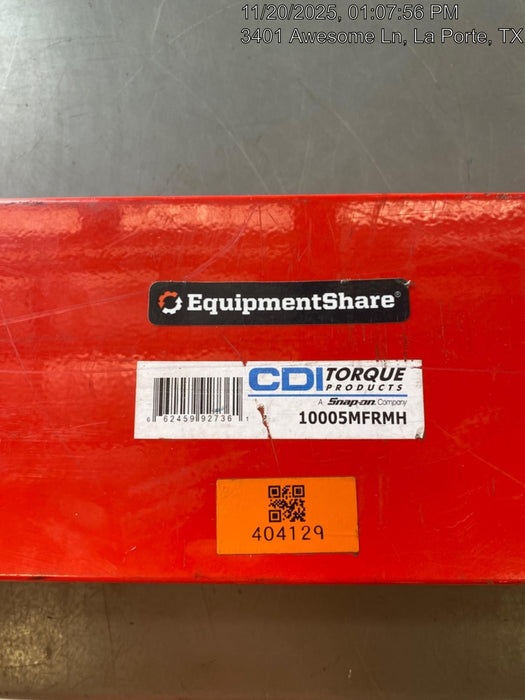 11/20/2025, 01:07:56 PM
3401 Awesome Ln, La Porte, TX
EquipmentShare®
CDI TORQUE
PRODUCTS
A Snap-on Company
6 62459 92736 1
10005MFRMH
404129